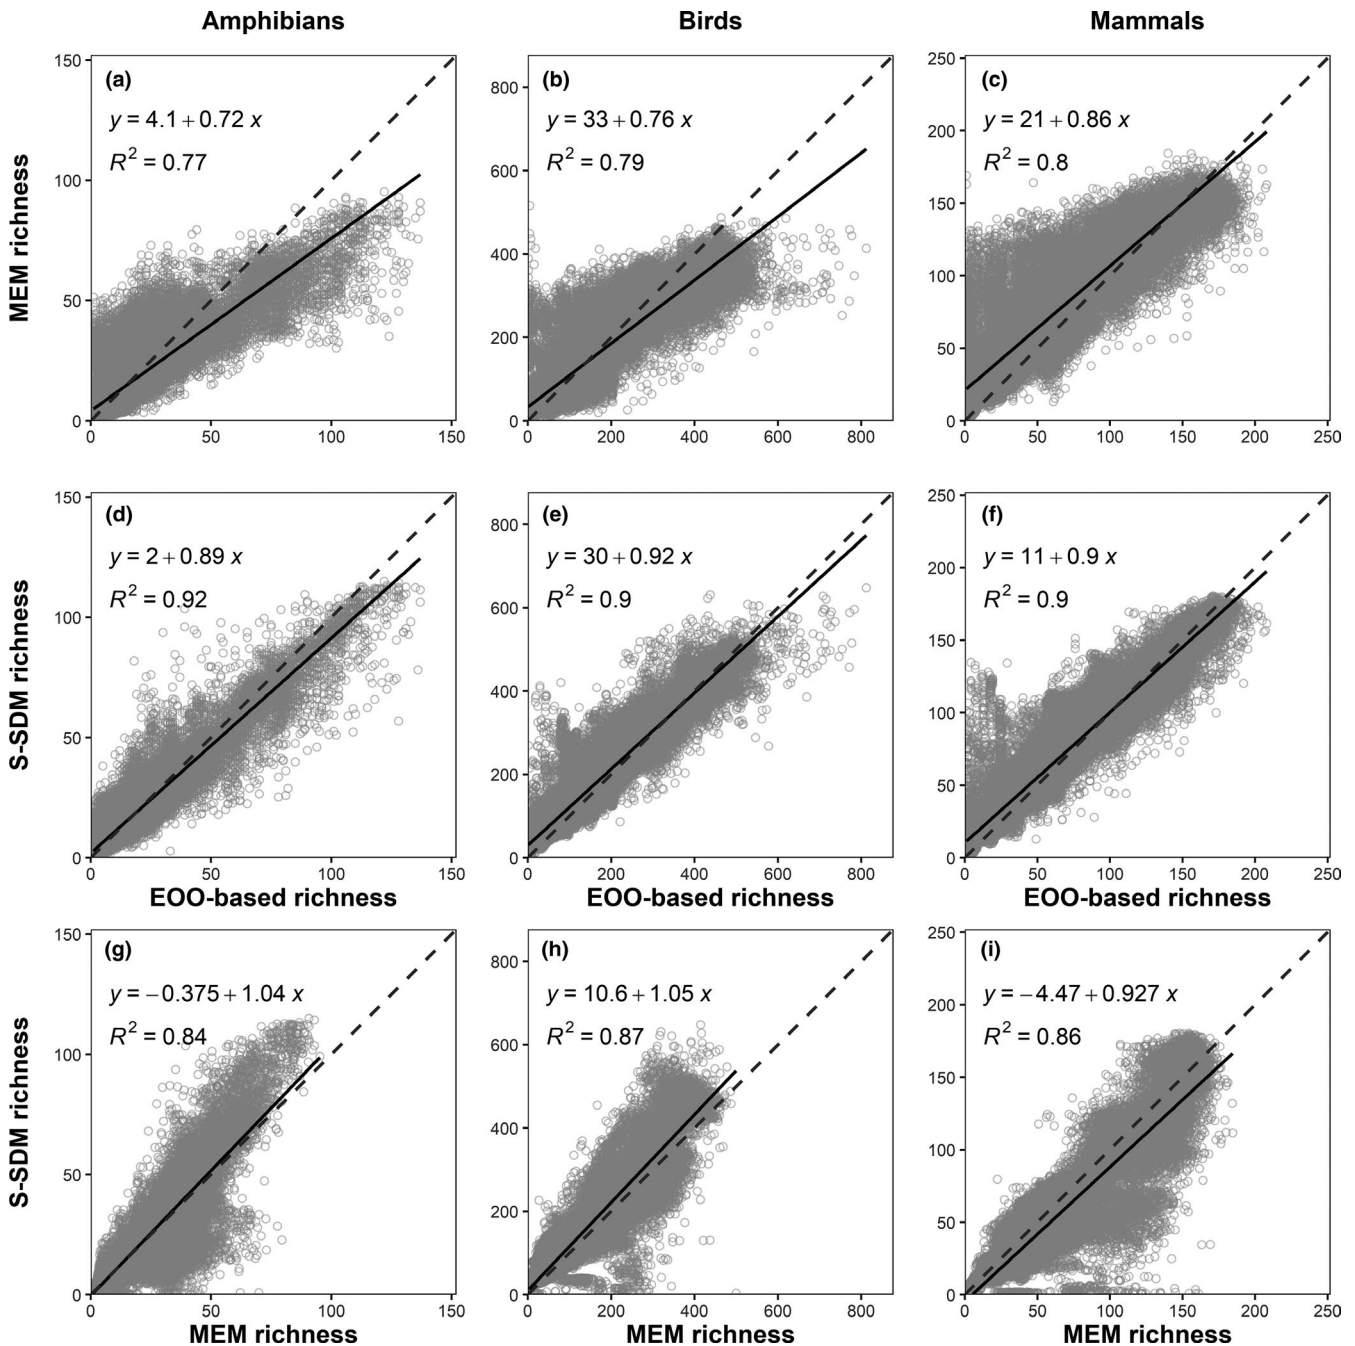 Amphibians Birds Mammals
MEM richness
(a)
y = 4.1 + 0.72 x
R² = 0.77
150
100
50
0
0 50 100 150
(b)
y = 33 + 0.76 x
R² = 0.79
800
600
400
200
0
0 200 400 600 800
(c)
y = 21 + 0.86 x
R² = 0.8
250
200
150
100
50
0
0 50 100 150 200 250
S-SDM richness
(d)
y = 2 + 0.89 x
R² = 0.92
150
100
50
0
0 50 100 150
EOO-based richness
(e)
y = 30 + 0.92 x
R² = 0.9
800
600
400
200
0
0 200 400 600 800
EOO-based richness
(f)
y = 11 + 0.9 x
R² = 0.9
250
200
150
100
50
0
0 50 100 150 200 250
EOO-based richness
S-SDM richness
(g)
y = −0.375 + 1.04 x
R² = 0.84
150
100
50
0
0 50 100 150
MEM richness
(h)
y = 10.6 + 1.05 x
R² = 0.87
800
600
400
200
0
0 200 400 600 800
MEM richness
(i)
y = −4.47 + 0.927 x
R² = 0.86
250
200
150
100
50
0
0 50 100 150 200 250
MEM richness